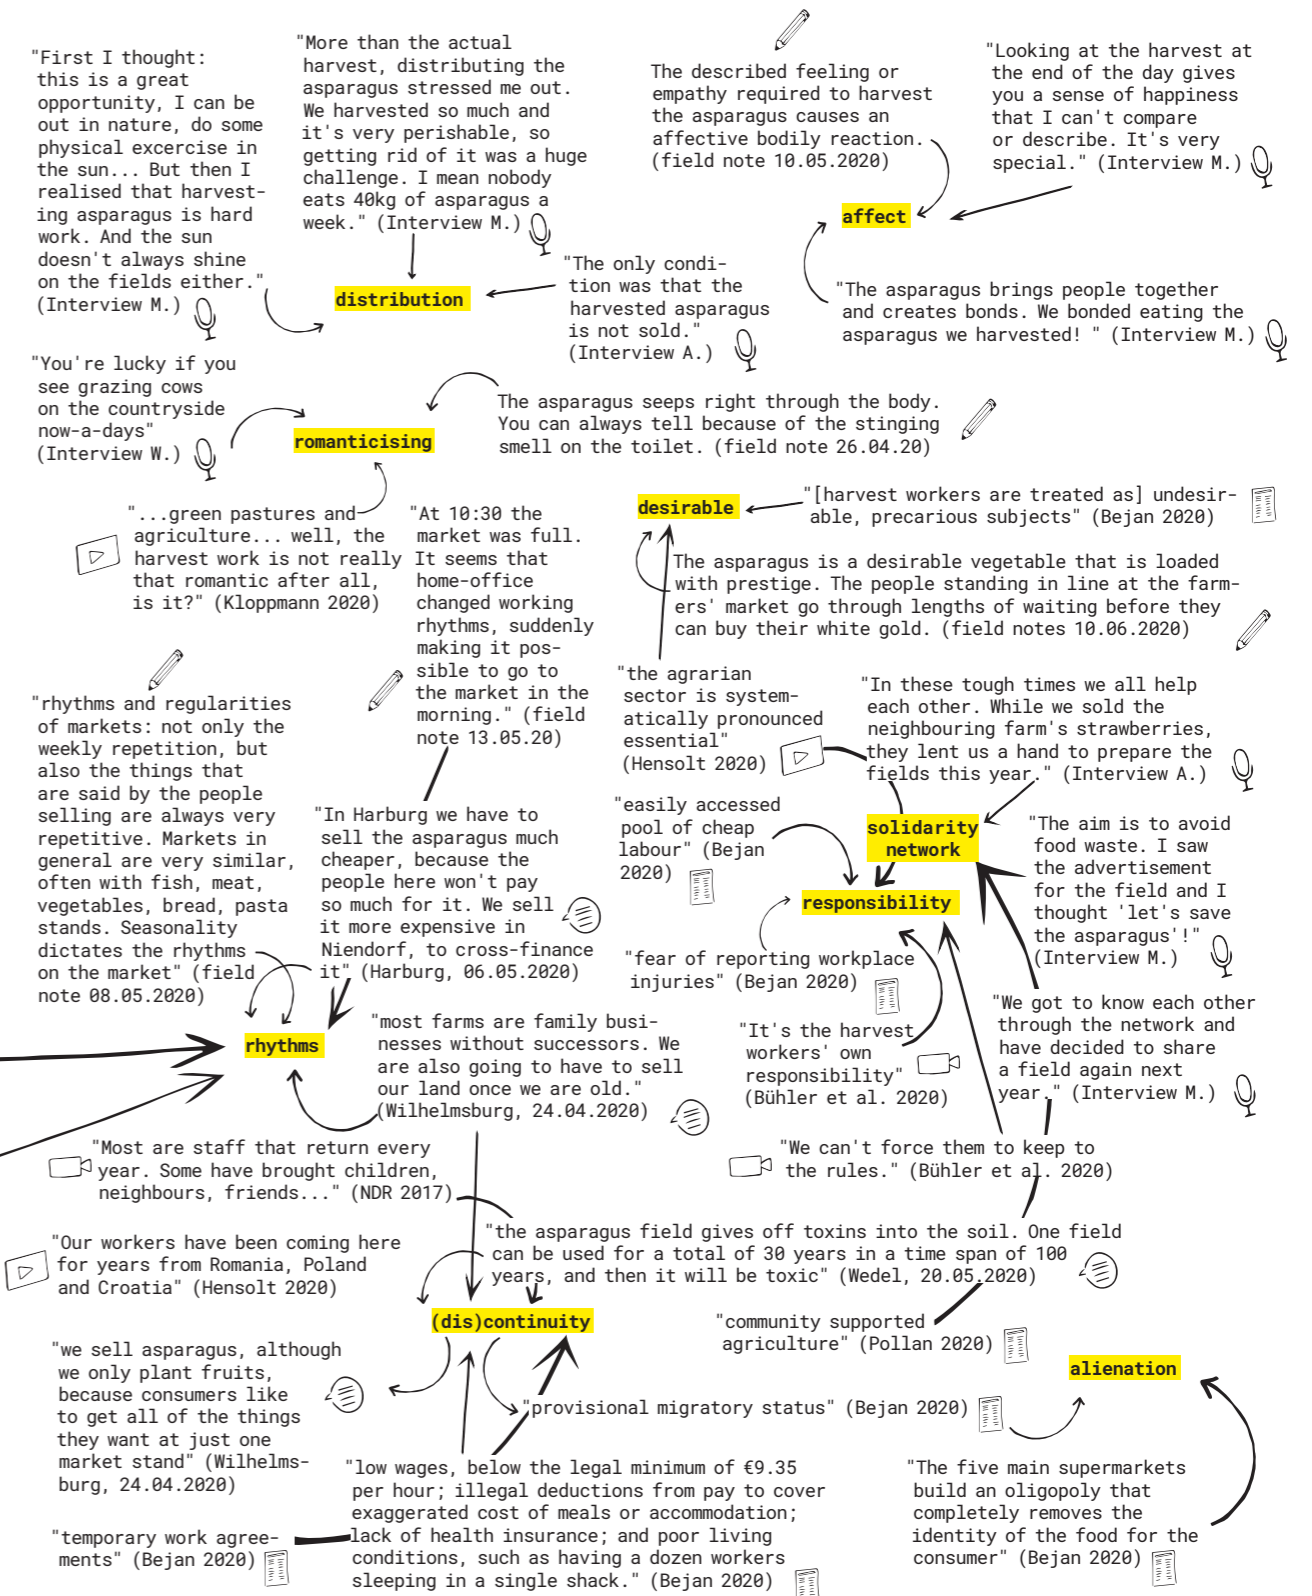 "First I thought:
this is a great
opportunity, I can be
out in nature, do some
physical excercise in
the sun... But then I
realised that harvest-
ing asparagus is hard
work. And the sun
doesn't always shine
on the fields either."
(Interview M.)
"More than the actual
harvest, distributing the
asparagus stressed me out.
We harvested so much and
it's very perishable, so
getting rid of it was a huge
challenge. I mean nobody
eats 40kg of asparagus a
week." (Interview M.)
The described feeling or
empathy required to harvest
the asparagus causes an
affective bodily reaction.
(field note 10.05.2020)
"Looking at the harvest at
the end of the day gives
you a sense of happiness
that I can't compare
or describe. It's very
special." (Interview M.)
affect
distribution
"The only condi-
tion was that the
harvested asparagus
is not sold."
(Interview A.)
"The asparagus brings people together
and creates bonds. We bonded eating the
asparagus we harvested! " (Interview M.)
"You're lucky if you
see grazing cows
on the countryside
now-a-days"
(Interview W.)
romanticising
The asparagus seeps right through the body.
You can always tell because of the stinging
smell on the toilet. (field note 26.04.20)
"...green pastures and
agriculture... well, the
harvest work is not really
that romantic after all,
is it?" (Kloppmann 2020)
"At 10:30 the
market was full.
It seems that
home-office
changed working
rhythms, suddenly
making it pos-
sible to go to
the market in the
morning." (field
note 13.05.20)
desirable
"[harvest workers are treated as] undesir-
able, precarious subjects" (Bejan 2020)
The asparagus is a desirable vegetable that is loaded
with prestige. The people standing in line at the farm-
ers' market go through lengths of waiting before they
can buy their white gold. (field notes 10.06.2020)
"the agrarian
sector is system-
atically pronounced
essential"
(Hensolt 2020)
"In these tough times we all help
each other. While we sold the
neighbouring farm's strawberries,
they lent us a hand to prepare the
fields this year." (Interview A.)
"rhythms and regularities
of markets: not only the
weekly repetition, but
also the things that
are said by the people
selling are always very
repetitive. Markets in
general are very similar,
often with fish, meat,
vegetables, bread, pasta
stands. Seasonality
dictates the rhythms
on the market" (field
note 08.05.2020)
"In Harburg we have to
sell the asparagus much
cheaper, because the
people here won't pay
so much for it. We sell
it more expensive in
Niendorf, to cross-finance
it" (Harburg, 06.05.2020)
"easily accessed
pool of cheap
labour" (Bejan
2020)
solidarity
network
responsibility
"The aim is to avoid
food waste. I saw
the advertisement
for the field and I
thought 'let's save
the asparagus'!"
(Interview M.)
"fear of reporting workplace
injuries" (Bejan 2020)
rhythms
"most farms are family busi-
nesses without successors. We
are also going to have to sell
our land once we are old."
(Wilhelmsburg, 24.04.2020)
"It's the harvest
workers' own
responsibility"
(Bühler et al. 2020)
"We got to know each other
through the network and
have decided to share
a field again next
year." (Interview M.)
"Most are staff that return every
year. Some have brought children,
neighbours, friends..." (NDR 2017)
"We can't force them to keep to
the rules." (Bühler et al. 2020)
"Our workers have been coming here
for years from Romania, Poland
and Croatia" (Hensolt 2020)
"the asparagus field gives off toxins into the soil. One field
can be used for a total of 30 years in a time span of 100
years, and then it will be toxic" (Wedel, 20.05.2020)
(dis)continuity
"community supported
agriculture" (Pollan 2020)
"we sell asparagus, although
we only plant fruits,
because consumers like
to get all of the things
they want at just one
market stand" (Wilhelms-
burg, 24.04.2020)
alienation
"provisional migratory status" (Bejan 2020)
"low wages, below the legal minimum of €9.35
per hour; illegal deductions from pay to cover
exaggerated cost of meals or accommodation;
lack of health insurance; and poor living
conditions, such as having a dozen workers
sleeping in a single shack." (Bejan 2020)
"The five main supermarkets
build an oligopoly that
completely removes the
identity of the food for the
consumer" (Bejan 2020)
"temporary work agree-
ments" (Bejan 2020)